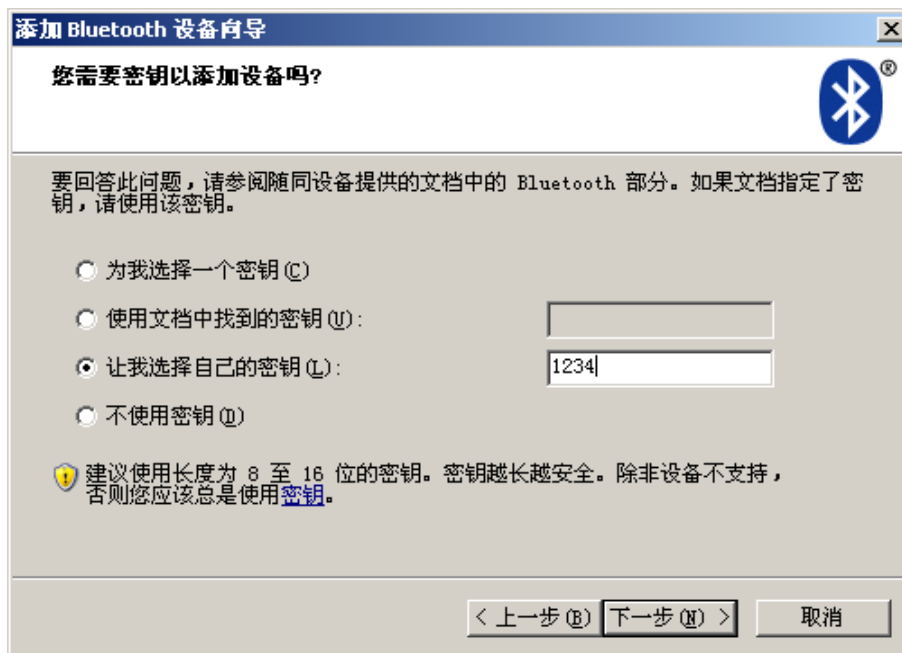 添加 Bluetooth 设备向导
您需要密钥以添加设备吗?
®
要回答此问题，请参阅随同设备提供的文档中的 Bluetooth 部分。如果文档指定了密
钥，请使用该密钥。
为我选择一个密钥(C)
使用文档中找到的密钥(U):
让我选择自己的密钥(L): 1234
不使用密钥(D)
建议使用长度为 8 至 16 位的密钥。密钥越长越安全。除非设备不支持，
否则您应该总是使用密钥。
< 上一步(B) 下一步(N) > 取消